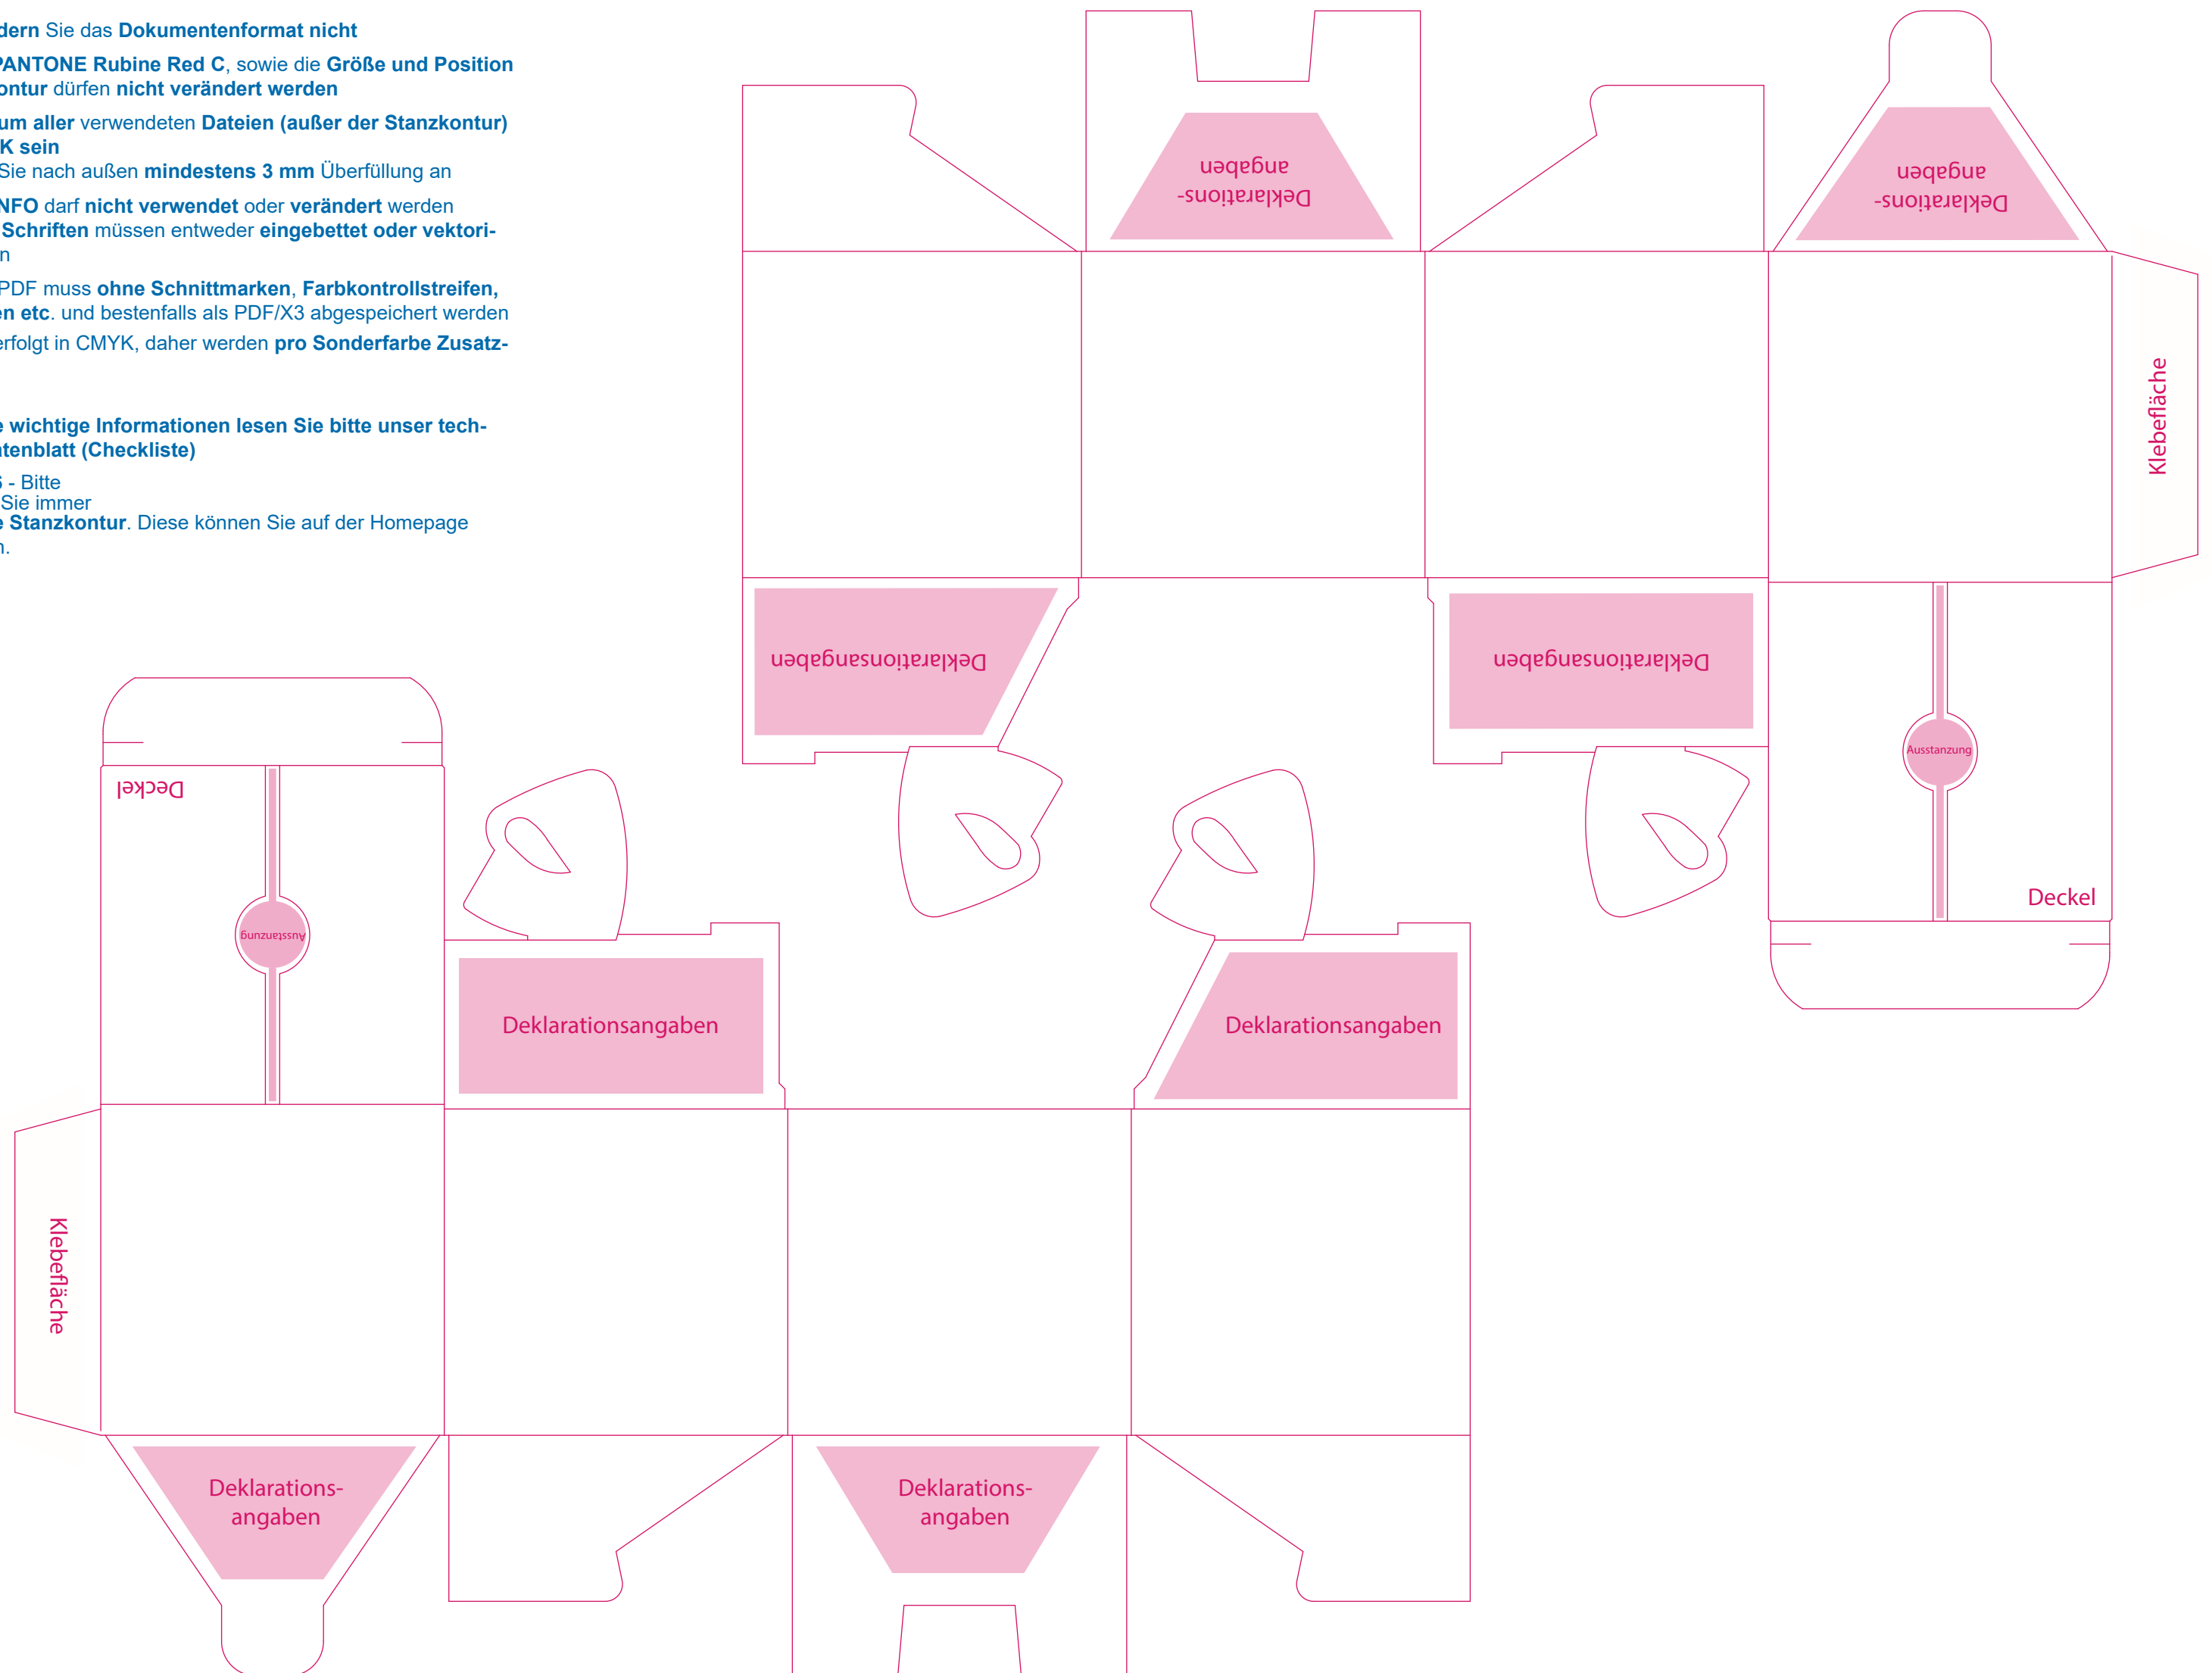 dern Sie das Dokumentenformat nicht
PANTONE Rubine Red C, sowie die Größe und Position
ontur dürfen nicht verändert werden
um aller verwendeten Dateien (außer der Stanzkontur)
K sein
Sie nach außen mindestens 3 mm Überfüllung an
NFO darf nicht verwendet oder verändert werden
Schriften müssen entweder eingebettet oder vektori-
n
PDF muss ohne Schnittmarken, Farbkontrollstreifen,
en etc. und bestenfalls als PDF/X3 abgespeichert werden
erfolgt in CMYK, daher werden pro Sonderfarbe Zusatz-
e wichtige Informationen lesen Sie bitte unser tech-
atenblatt (Checkliste)
6 - Bitte
Sie immer
e Stanzkontur. Diese können Sie auf der Homepage
n.
Deklarations-
angaben
Deklarations-
angaben
Klebefläche
Deklarationsangaben
Deklarationsangaben
Ausstanzung
Deckel
Deckel
Ausstanzung
Deklarationsangaben
Deklarationsangaben
Klebefläche
Deklarations-
angaben
Deklarations-
angaben